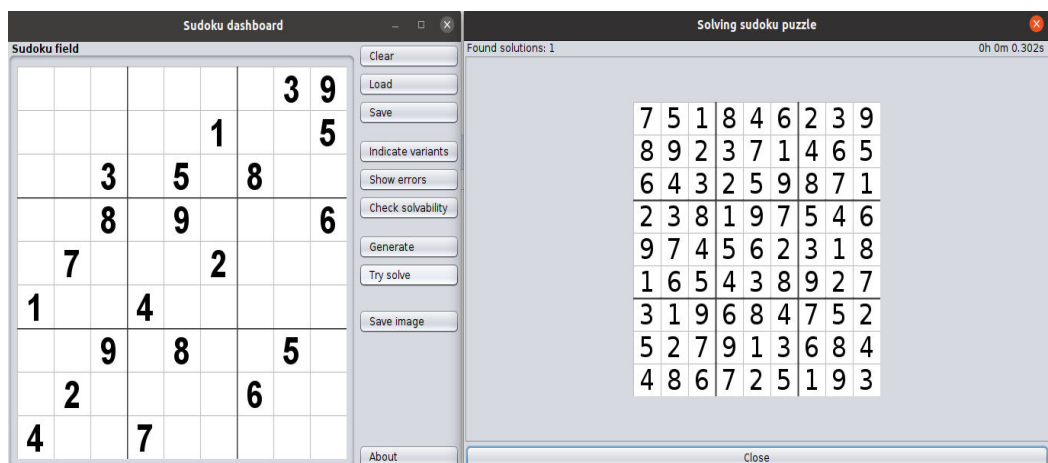 Sudoku dashboard
Sudoku field
3 9
1 5
3 5 8
8 9 6
7 2
1 4
9 8 5
2 6
4 7
Clear
Load
Save
Indicate variants
Show errors
Check solvability
Generate
Try solve
Save image
About
Solving sudoku puzzle
Found solutions: 1 0h 0m 0.302s
7 5 1 8 4 6 2 3 9
8 9 2 3 7 1 4 6 5
6 4 3 2 5 9 8 7 1
2 3 8 1 9 7 5 4 6
9 7 4 5 6 2 3 1 8
1 6 5 4 3 8 9 2 7
3 1 9 6 8 4 7 5 2
5 2 7 9 1 3 6 8 4
4 8 6 7 2 5 1 9 3
Close